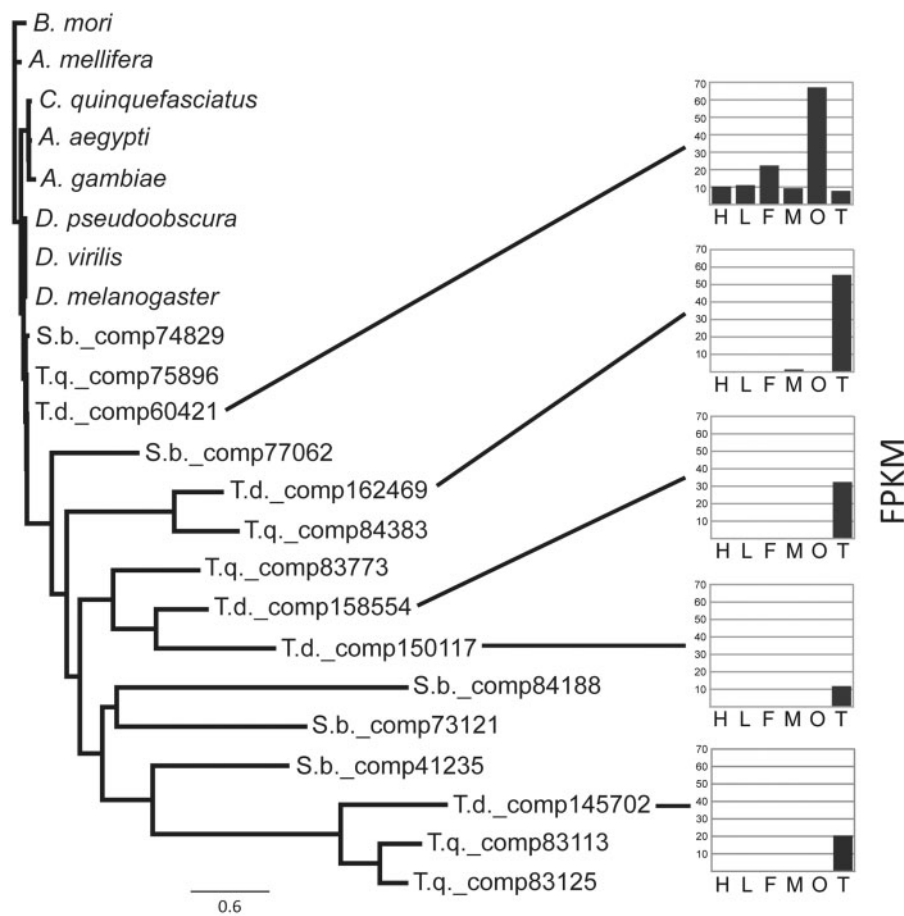 B. mori
A. mellifera
C. quinquefasciatus
A. aegypti
A. gambiae
D. pseudoobscura
D. virilis
D. melanogaster
S.b._comp74829
T.q._comp75896
T.d._comp60421
S.b._comp77062
T.d._comp162469
T.q._comp84383
T.q._comp83773
T.d._comp158554
T.d._comp150117
S.b._comp84188
S.b._comp73121
S.b._comp41235
T.d._comp145702
T.q._comp83113
T.q._comp83125
0.6
70
60
50
40
30
20
10
H L F M O T
70
60
50
40
30
20
10
H L F M O T
70
60
50
40
30
20
10
H L F M O T
70
60
50
40
30
20
10
H L F M O T
70
60
50
40
30
20
10
H L F M O T
FPKM